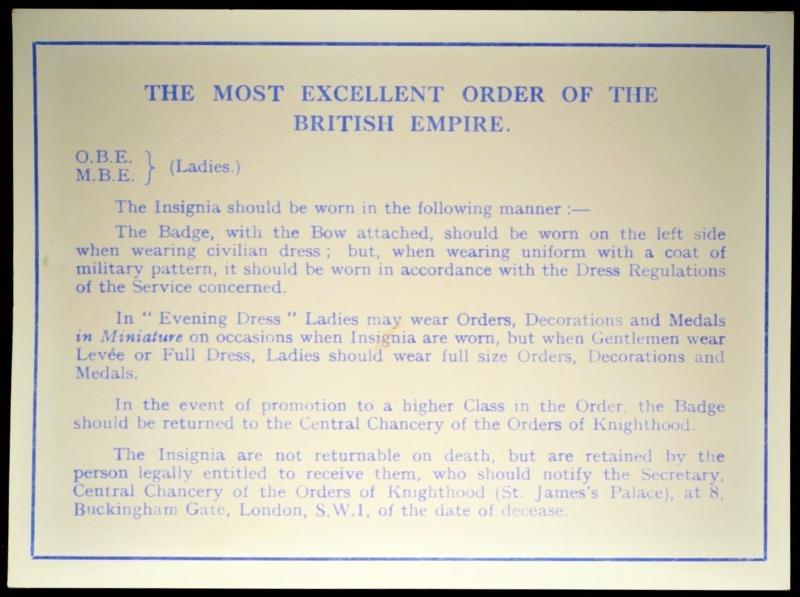 THE MOST EXCELLENT ORDER OF THE
BRITISH EMPIRE.
O.B.E.
M.B.E. } (Ladies.)
The Insignia should be worn in the following manner :—
The Badge, with the Bow attached, should be worn on the left side
when wearing civilian dress ; but, when wearing uniform with a coat of
military pattern, it should be worn in accordance with the Dress Regulations
of the Service concerned.
In " Evening Dress " Ladies may wear Orders, Decorations and Medals
in Miniature on occasions when Insignia are worn, but when Gentlemen wear
Levée or Full Dress, Ladies should wear full size Orders, Decorations and
Medals.
In the event of promotion to a higher Class in the Order, the Badge
should be returned to the Central Chancery of the Orders of Knighthood.
The Insignia are not returnable on death, but are retained by the
person legally entitled to receive them, who should notify the Secretary,
Central Chancery of the Orders of Knighthood (St. James's Palace), at 8,
Buckingham Gate, London, S.W.1, of the date of decease.